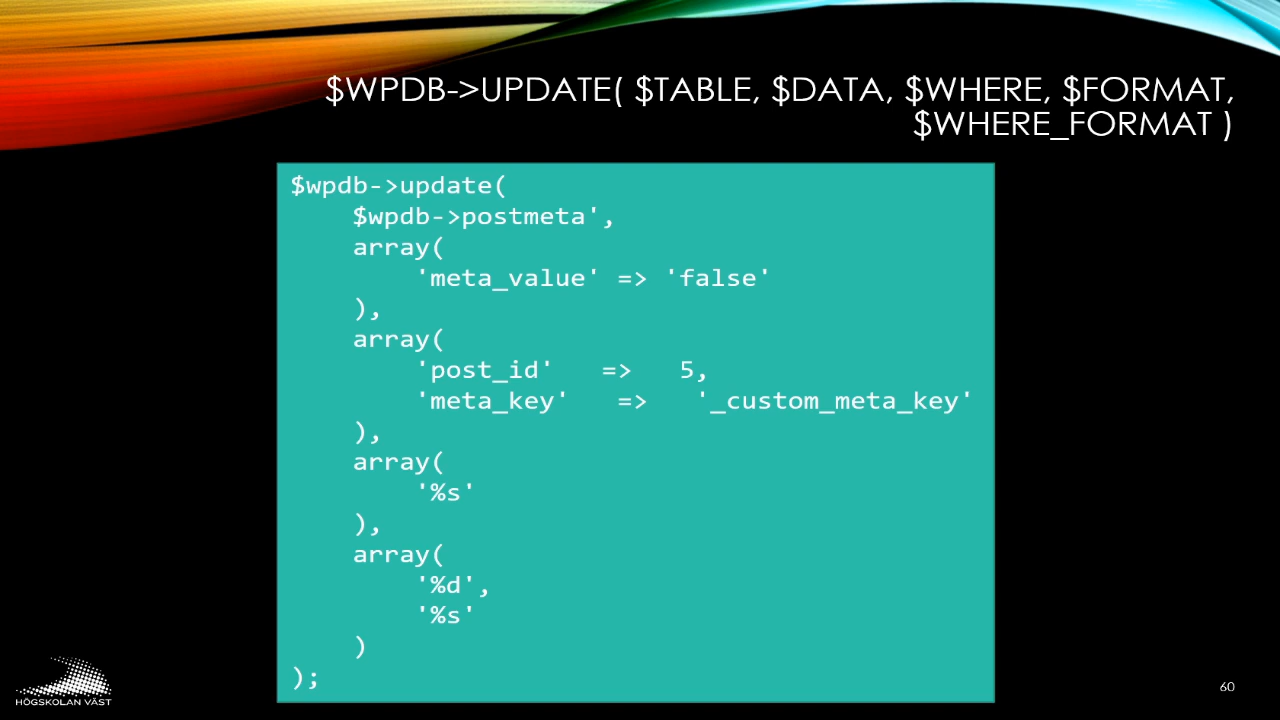 $WPDB->UPDATE( $TABLE, $DATA, $WHERE, $FORMAT,
$WHERE_FORMAT )
$wpdb->update(
    $wpdb->postmeta',
    array(
        'meta_value' => 'false'
    ),
    array(
        'post_id'   =>   5,
        'meta_key'   =>   '_custom_meta_key'
    ),
    array(
        '%s'
    ),
    array(
        '%d',
        '%s'
    )
);
HÖGSKOLAN VÄST
60